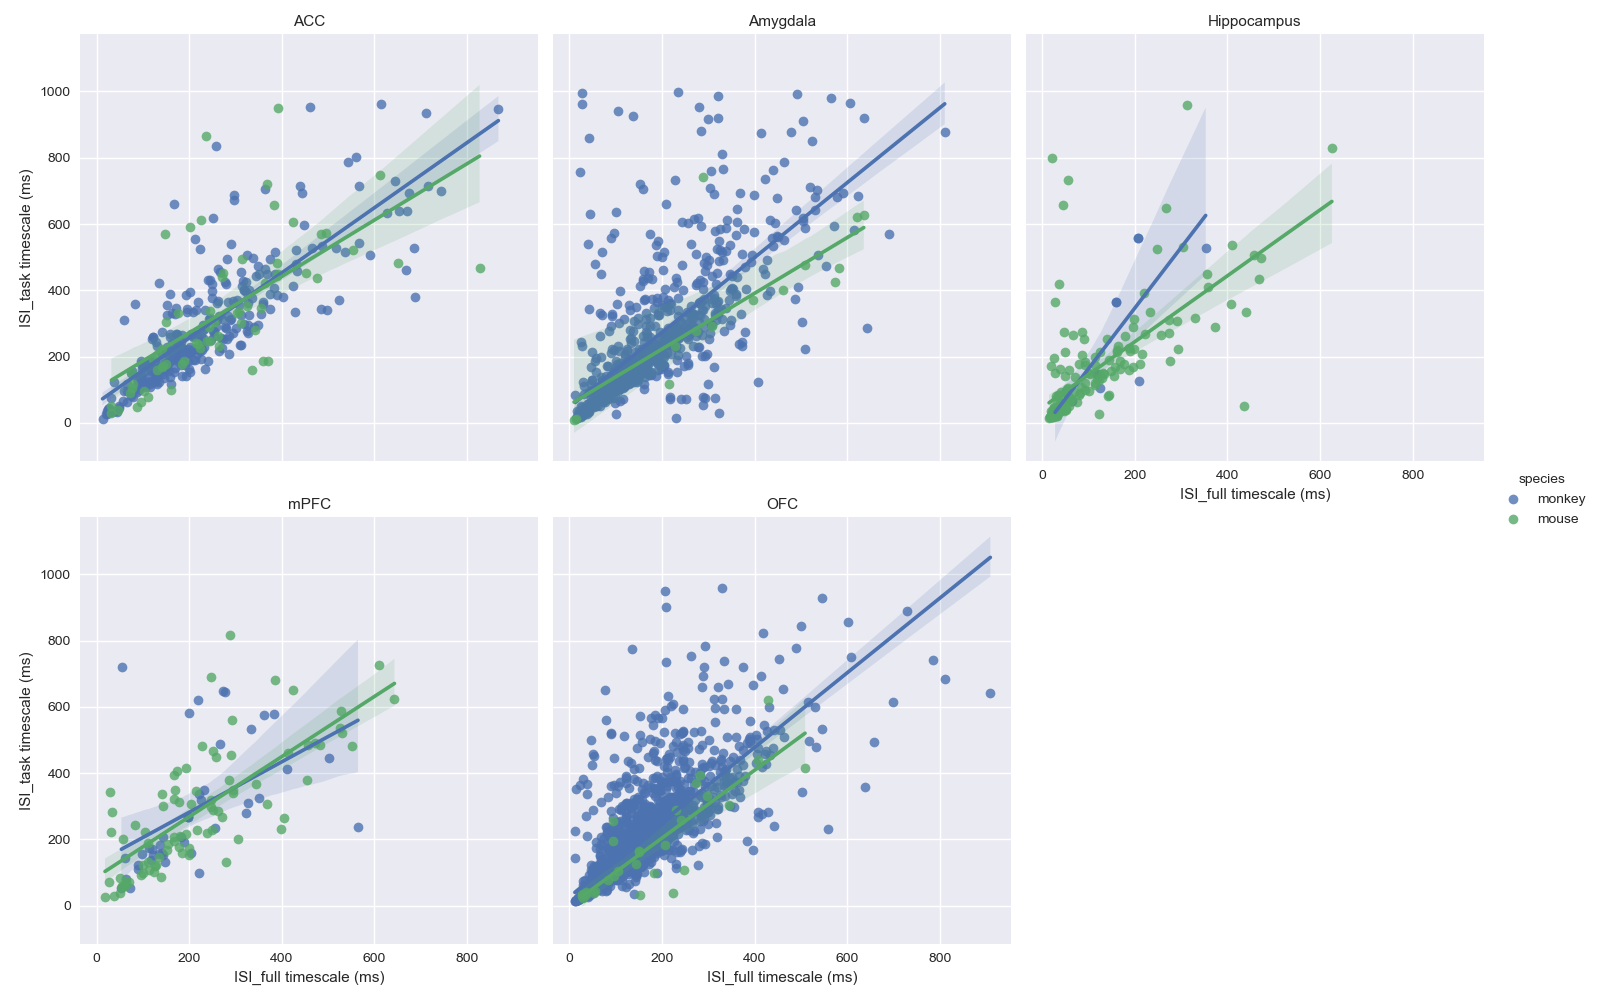 ACC
Amygdala
Hippocampus
ISI_task timescale (ms)
1000
800
600
400
200
0
0 200 400 600 800
ISI_full timescale (ms)
species
monkey
mouse
mPFC
OFC
ISI_task timescale (ms)
1000
800
600
400
200
0
0 200 400 600 800
0 200 400 600 800
ISI_full timescale (ms)
ISI_full timescale (ms)